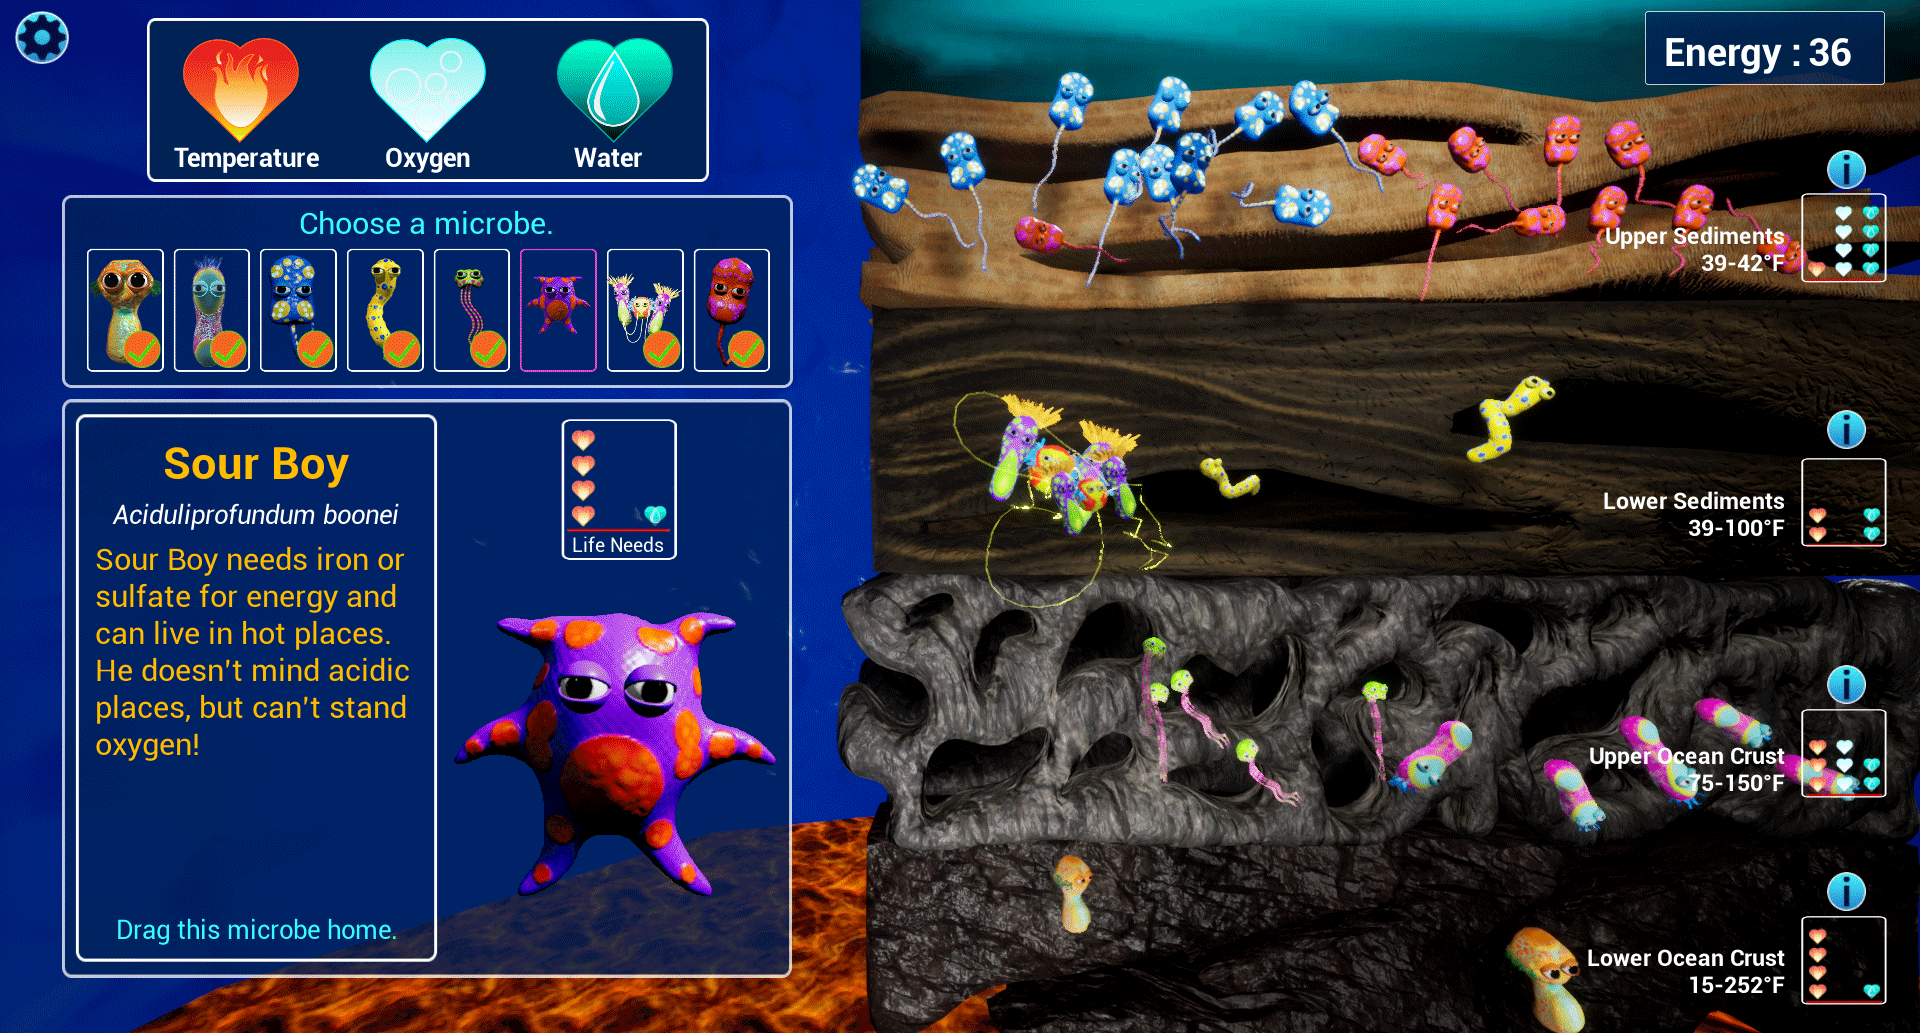 Temperature
Oxygen
Water
Energy : 36
Choose a microbe.
Sour Boy
Aciduliprofundum boonei
Sour Boy needs iron or
sulfate for energy and
can live in hot places.
He doesn't mind acidic
places, but can't stand
oxygen!
Drag this microbe home.
Life Needs
i
Upper Sediments
39-42°F
i
Lower Sediments
39-100°F
i
Upper Ocean Crust
75-150°F
i
Lower Ocean Crust
15-252°F